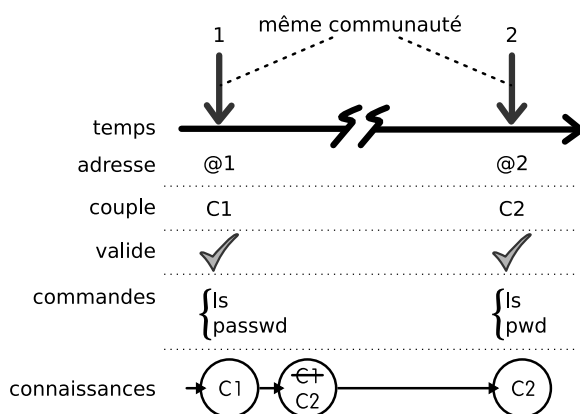 même communauté
1 2
temps
adresse @1 @2
couple C1 C2
valide
commandes { ls { ls
passwd pwd
connaissances C1 C1 C2
C2